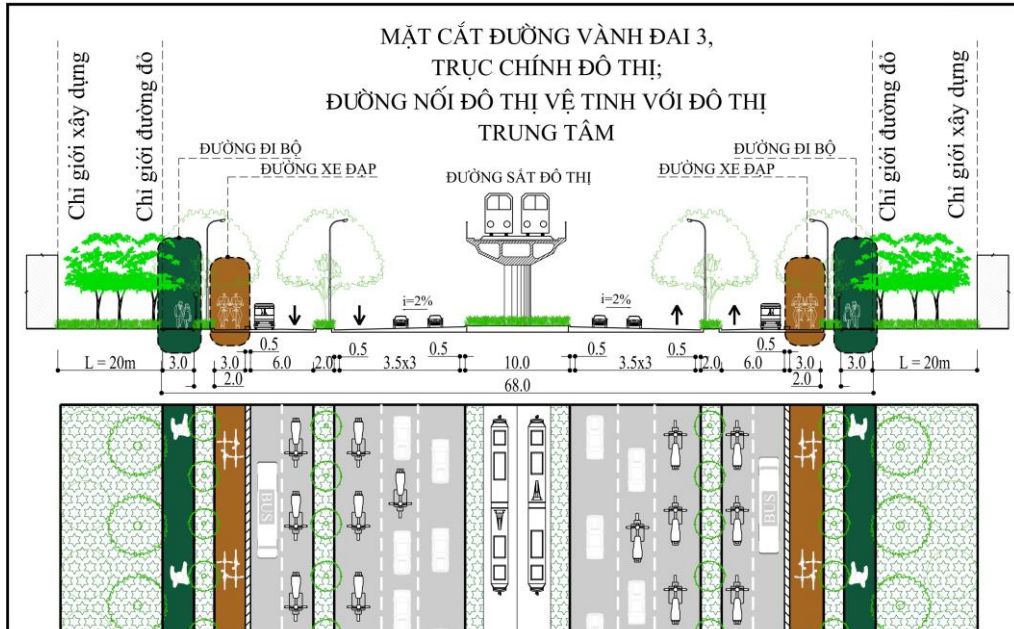 MẶT CẮT ĐƯỜNG VÀNH ĐAI 3,
TRỤC CHÍNH ĐÔ THỊ;
ĐƯỜNG NỐI ĐÔ THỊ VỆ TINH VỚI ĐÔ THỊ
TRUNG TÂM
Chỉ giới xây dựng
Chỉ giới đường đỏ
ĐƯỜNG ĐI BỘ
ĐƯỜNG XE ĐẠP
ĐƯỜNG SẮT ĐÔ THỊ
ĐƯỜNG XE ĐẠP
ĐƯỜNG ĐI BỘ
Chỉ giới đường đỏ
Chỉ giới xây dựng
i=2%
i=2%
0.5 0.5 0.5 0.5 0.5 0.5
L = 20m 3.0 3.0 6.0 2.0 3.5x3 10.0 3.5x3 2.0 6.0 3.0 3.0 L = 20m
2.0 68.0 2.0
BUS BUS